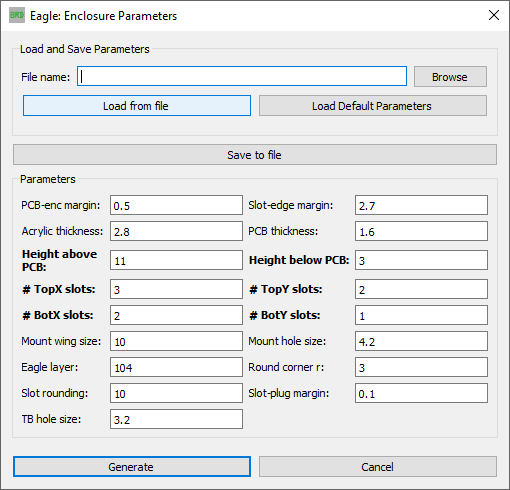 BRD Eagle: Enclosure Parameters
Load and Save Parameters
File name: Browse
Load from file Load Default Parameters
Save to file
Parameters
PCB-enc margin: 0.5 Slot-edge margin: 2.7
Acrylic thickness: 2.8 PCB thickness: 1.6
Height above
PCB: 11 Height below PCB: 3
# TopX slots: 3 # TopY slots: 2
# BotX slots: 2 # BotY slots: 1
Mount wing size: 10 Mount hole size: 4.2
Eagle layer: 104 Round corner r: 3
Slot rounding: 10 Slot-plug margin: 0.1
TB hole size: 3.2
Generate Cancel